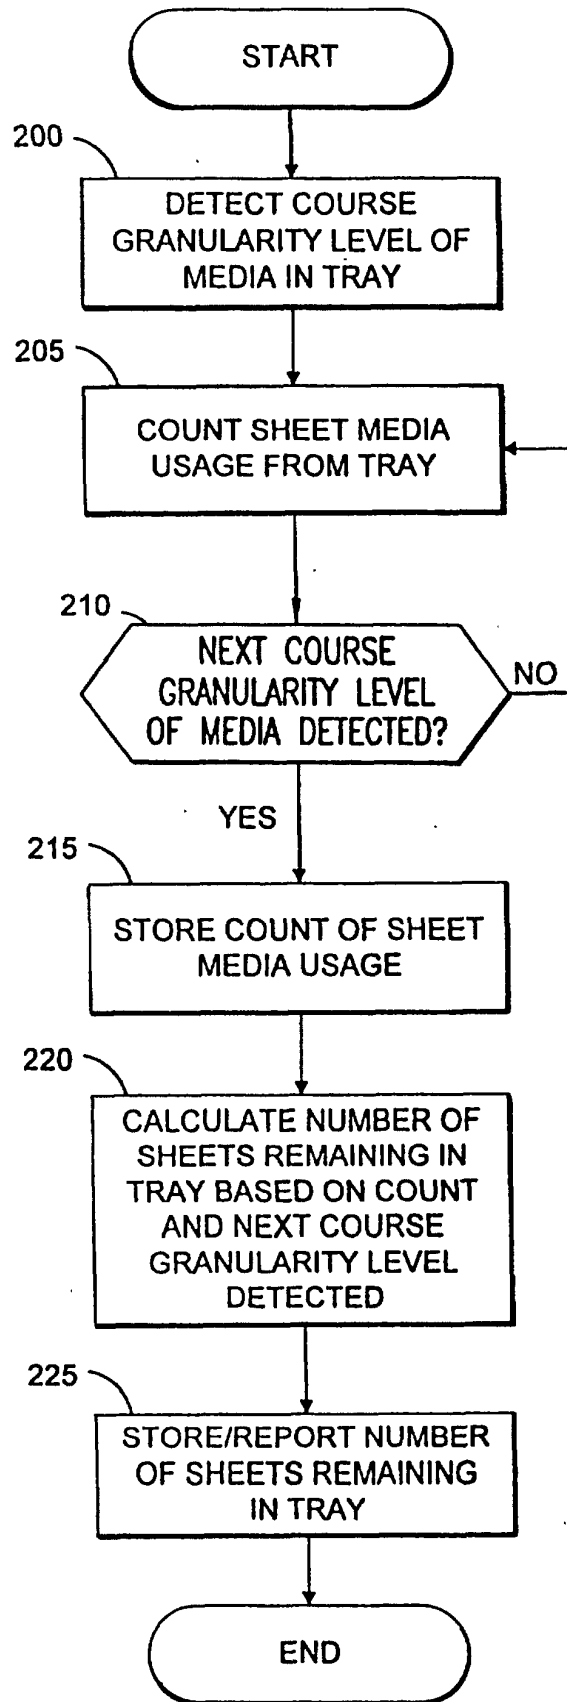 START
200
DETECT COURSE
GRANULARITY LEVEL OF
MEDIA IN TRAY
205
COUNT SHEET MEDIA
USAGE FROM TRAY
210
NEXT COURSE
GRANULARITY LEVEL
OF MEDIA DETECTED?
NO
YES
215
STORE COUNT OF SHEET
MEDIA USAGE
220
CALCULATE NUMBER OF
SHEETS REMAINING IN
TRAY BASED ON COUNT
AND NEXT COURSE
GRANULARITY LEVEL
DETECTED
225
STORE/REPORT NUMBER
OF SHEETS REMAINING
IN TRAY
END